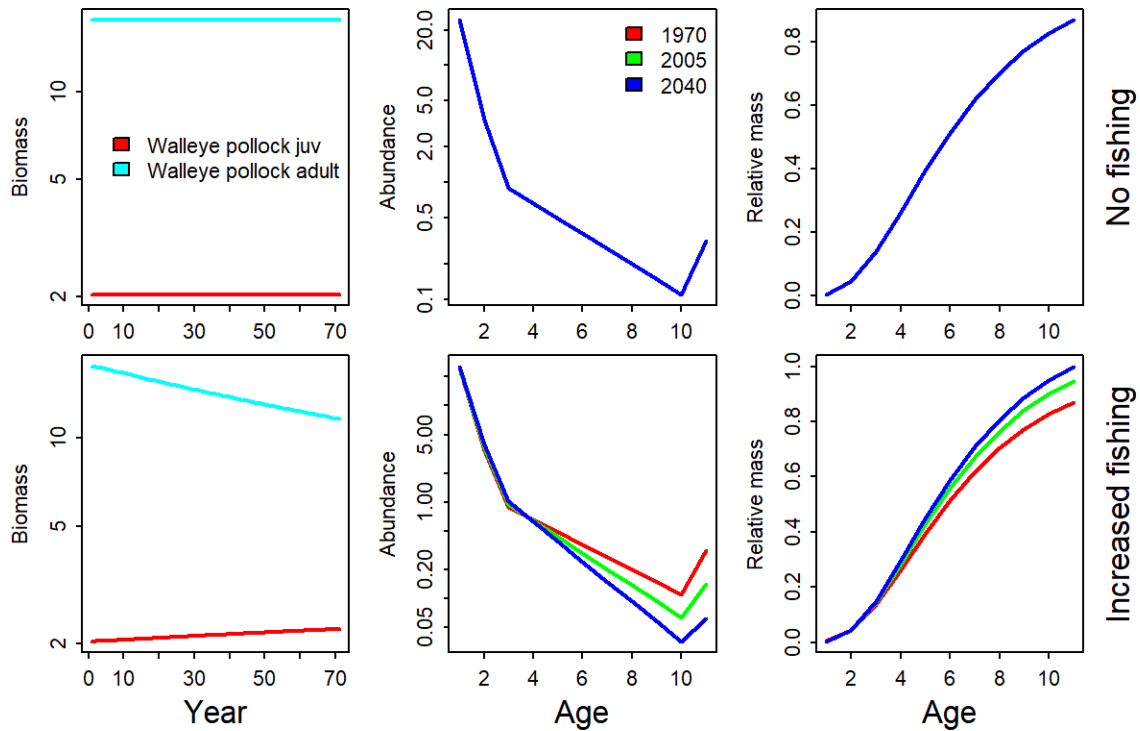 Biomass
10
5
2
0 10 30 50 70
Walleye pollock juv
Walleye pollock adult
Abundance
20.0
5.0
2.0
0.5
0.1
2 4 6 8 10
1970
2005
2040
Relative mass
0.8
0.6
0.4
0.2
0.0
2 4 6 8 10
No fishing
Biomass
10
5
2
0 10 30 50 70
Year
Abundance
5.00
1.00
0.20
0.05
2 4 6 8 10
Age
Relative mass
1.0
0.8
0.6
0.4
0.2
0.0
2 4 6 8 10
Age
Increased fishing